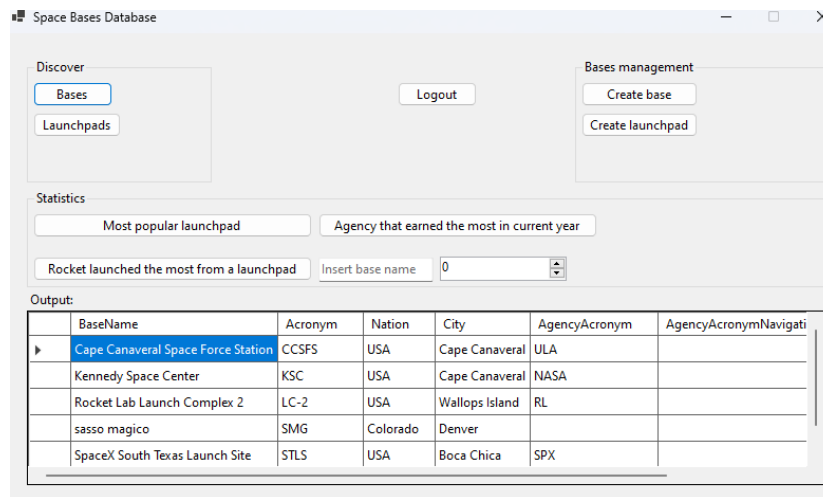 Space Bases Database
Discover
Bases management
Bases
Logout
Create base
Launchpads
Create launchpad
Statistics
Most popular launchpad
Agency that earned the most in current year
Rocket launched the most from a launchpad
Insert base name
0
Output:
BaseName Acronym Nation City AgencyAcronym AgencyAcronymNavigati
Cape Canaveral Space Force Station CCSFS USA Cape Canaveral ULA
Kennedy Space Center KSC USA Cape Canaveral NASA
Rocket Lab Launch Complex 2 LC-2 USA Wallops Island RL
sasso magico SMG Colorado Denver
SpaceX South Texas Launch Site STLS USA Boca Chica SPX